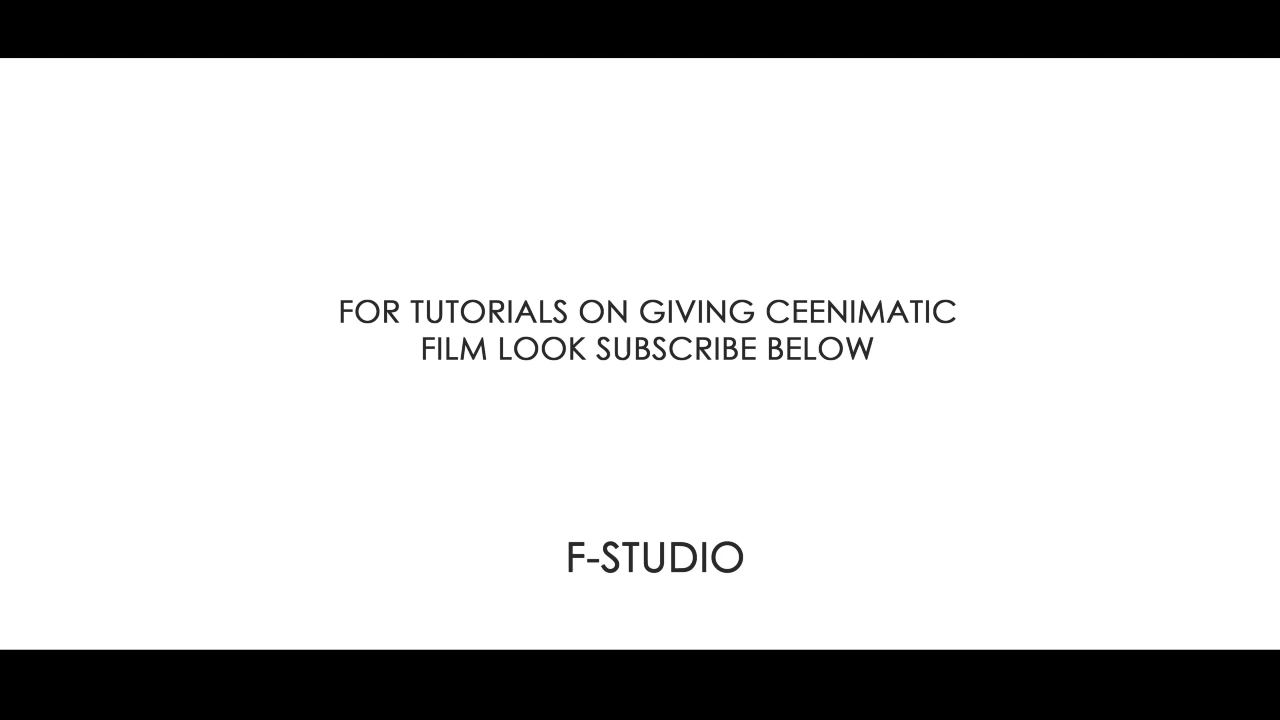 FOR TUTORIALS ON GIVING CEENIMATIC
FILM LOOK SUBSCRIBE BELOW
F-STUDIO